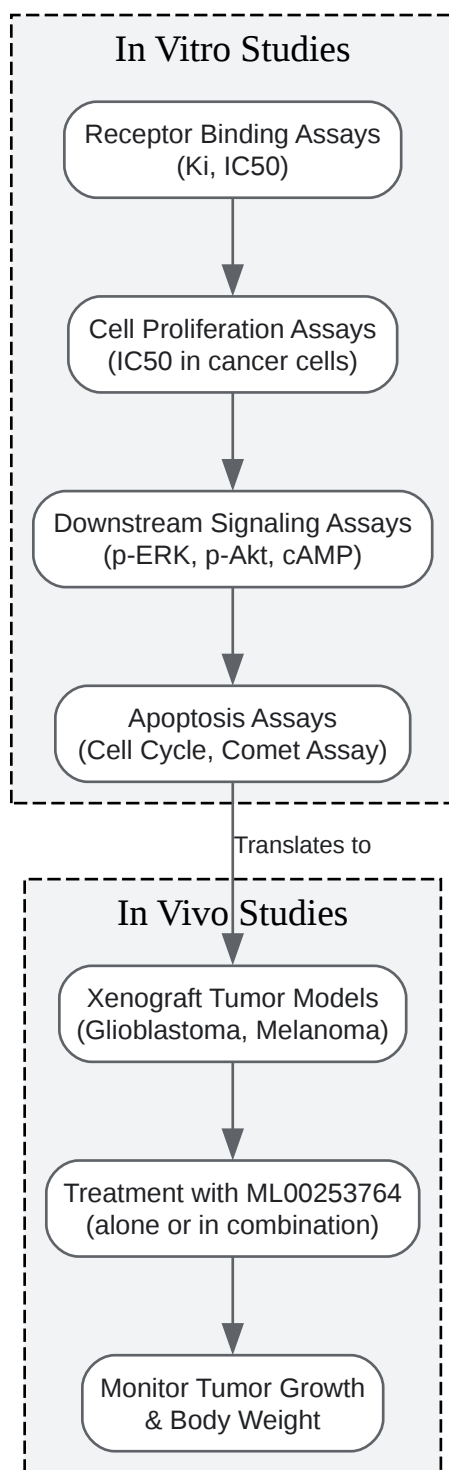 In Vitro Studies
Receptor Binding Assays
(Ki, IC50)
Cell Proliferation Assays
(IC50 in cancer cells)
Downstream Signaling Assays
(p-ERK, p-Akt, cAMP)
Apoptosis Assays
(Cell Cycle, Comet Assay)
Translates to
In Vivo Studies
Xenograft Tumor Models
(Glioblastoma, Melanoma)
Treatment with ML00253764
(alone or in combination)
Monitor Tumor Growth
& Body Weight